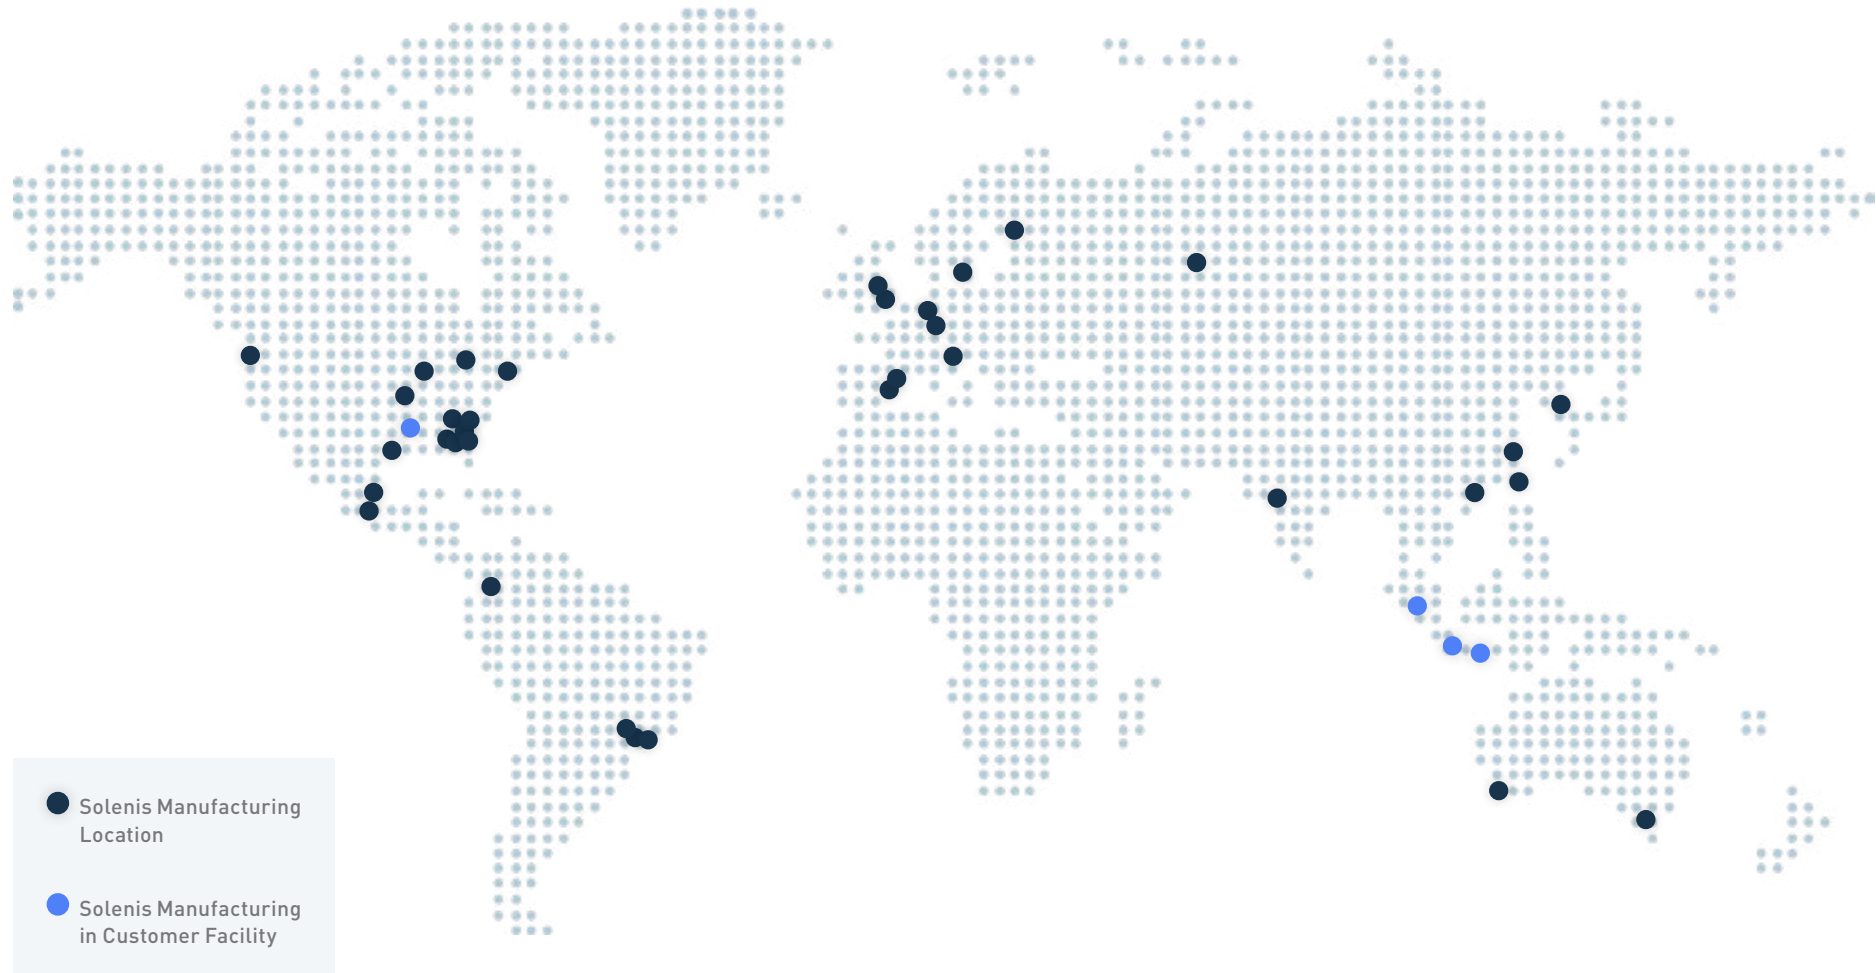 Solenis Manufacturing
Location
Solenis Manufacturing
in Customer Facility